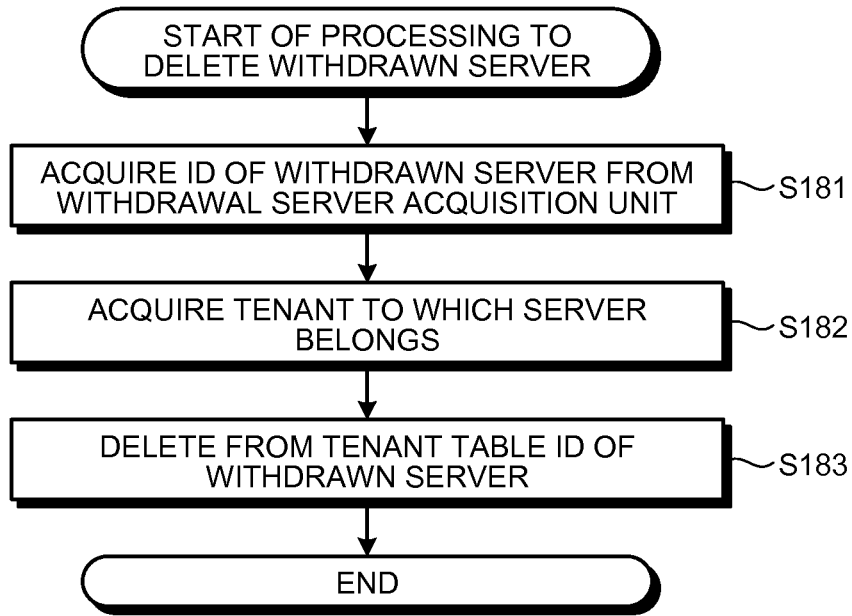 START OF PROCESSING TO
DELETE WITHDRAWN SERVER
ACQUIRE ID OF WITHDRAWN SERVER FROM
WITHDRAWAL SERVER ACQUISITION UNIT
S181
ACQUIRE TENANT TO WHICH SERVER
BELONGS
S182
DELETE FROM TENANT TABLE ID OF
WITHDRAWN SERVER
S183
END